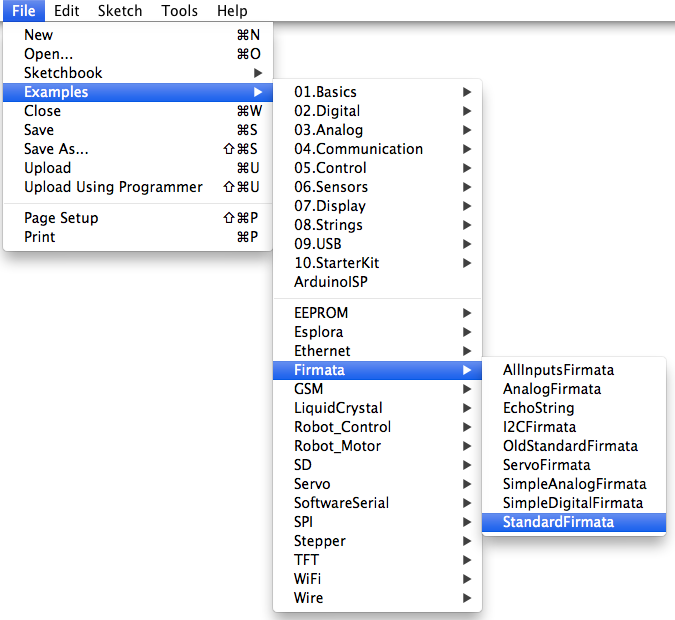 File Edit Sketch Tools Help
New ⌘N
Open... ⌘O
Sketchbook ▶
Examples ▶
Close ⌘W
Save ⌘S
Save As... ⇧⌘S
Upload ⌘U
Upload Using Programmer ⇧⌘U
Page Setup ⇧⌘P
Print ⌘P
01.Basics ▶
02.Digital ▶
03.Analog ▶
04.Communication ▶
05.Control ▶
06.Sensors ▶
07.Display ▶
08.Strings ▶
09.USB ▶
10.StarterKit ▶
ArduinoISP
EEPROM ▶
Esplora ▶
Ethernet ▶
Firmata ▶
GSM ▶
LiquidCrystal ▶
Robot_Control ▶
Robot_Motor ▶
SD ▶
Servo ▶
SoftwareSerial ▶
SPI ▶
Stepper ▶
TFT ▶
WiFi ▶
Wire ▶
AllInputsFirmata
AnalogFirmata
EchoString
I2CFirmata
OldStandardFirmata
ServoFirmata
SimpleAnalogFirmata
SimpleDigitalFirmata
StandardFirmata